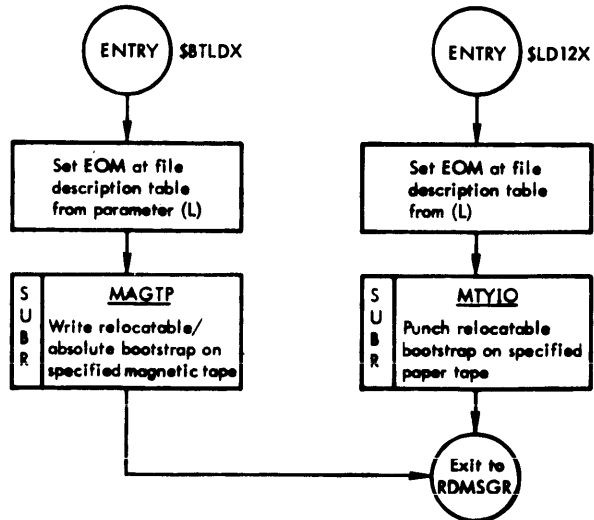 ENTRY $BTLDX
Set EOM at file
description table
from parameter (L)
SUBR
MAGTP
Write relocatable/
absolute bootstrap on
specified magnetic tape
ENTRY $LD12X
Set EOM at file
description table
from (L)
SUBR
MTYIO
Punch relocatable
bootstrap on specified
paper tape
Exit to
RDMSGR